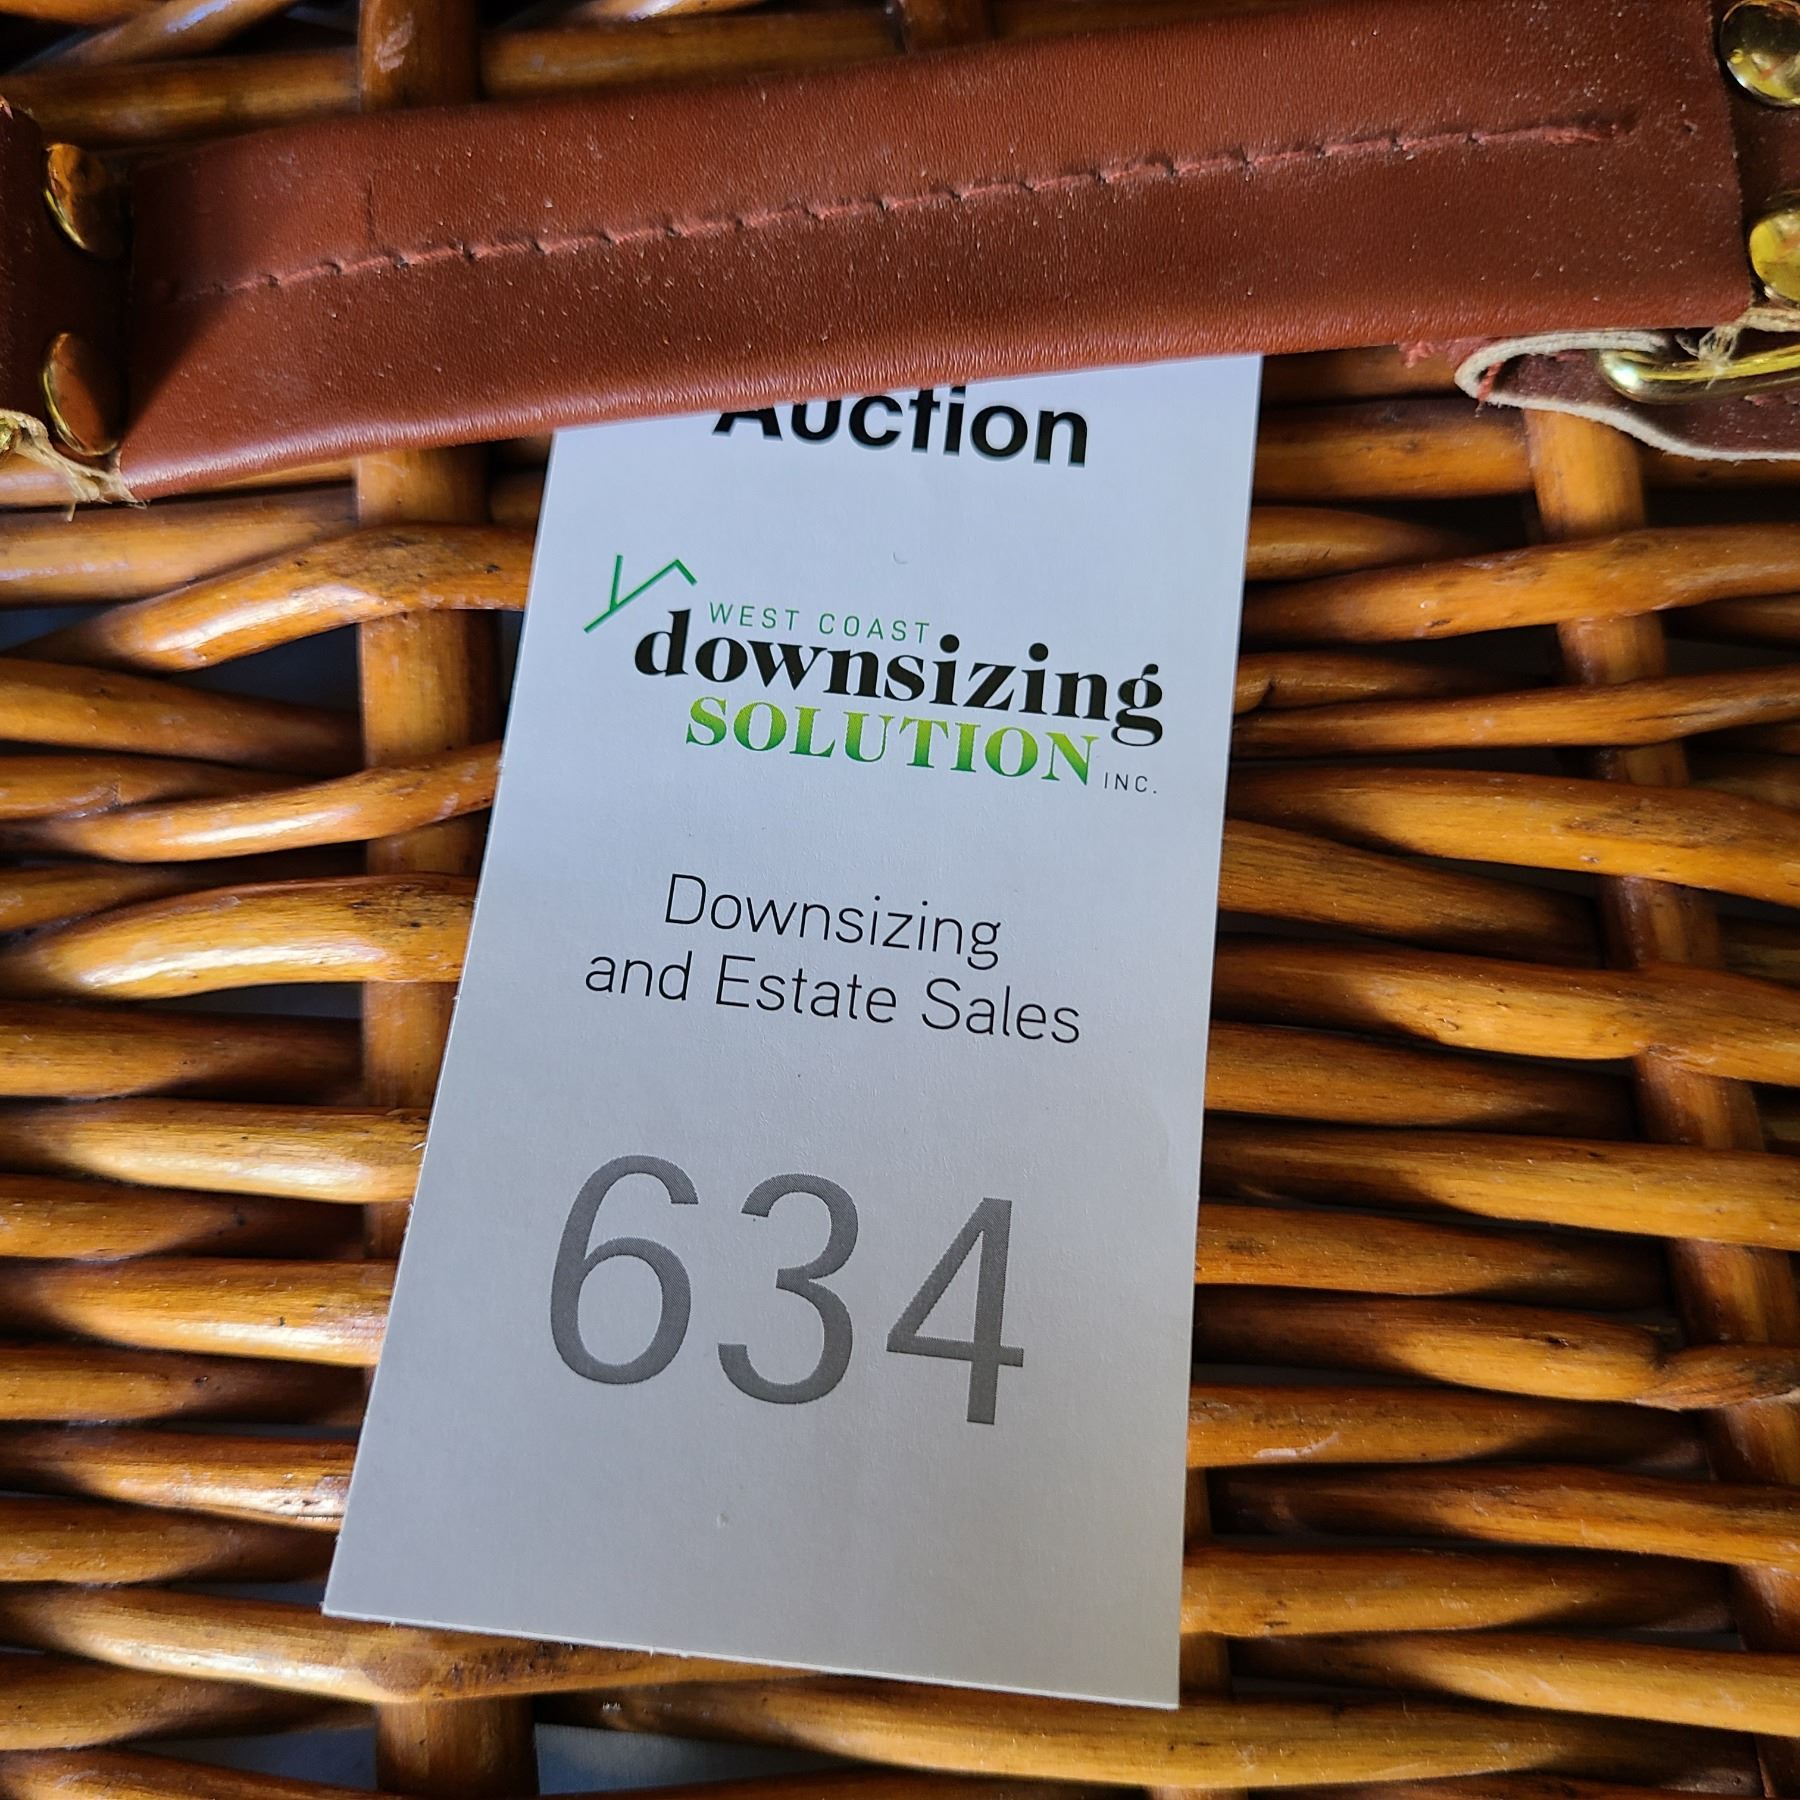 Auction
WEST COAST
downsizing
SOLUTION INC.
Downsizing
and Estate Sales
634